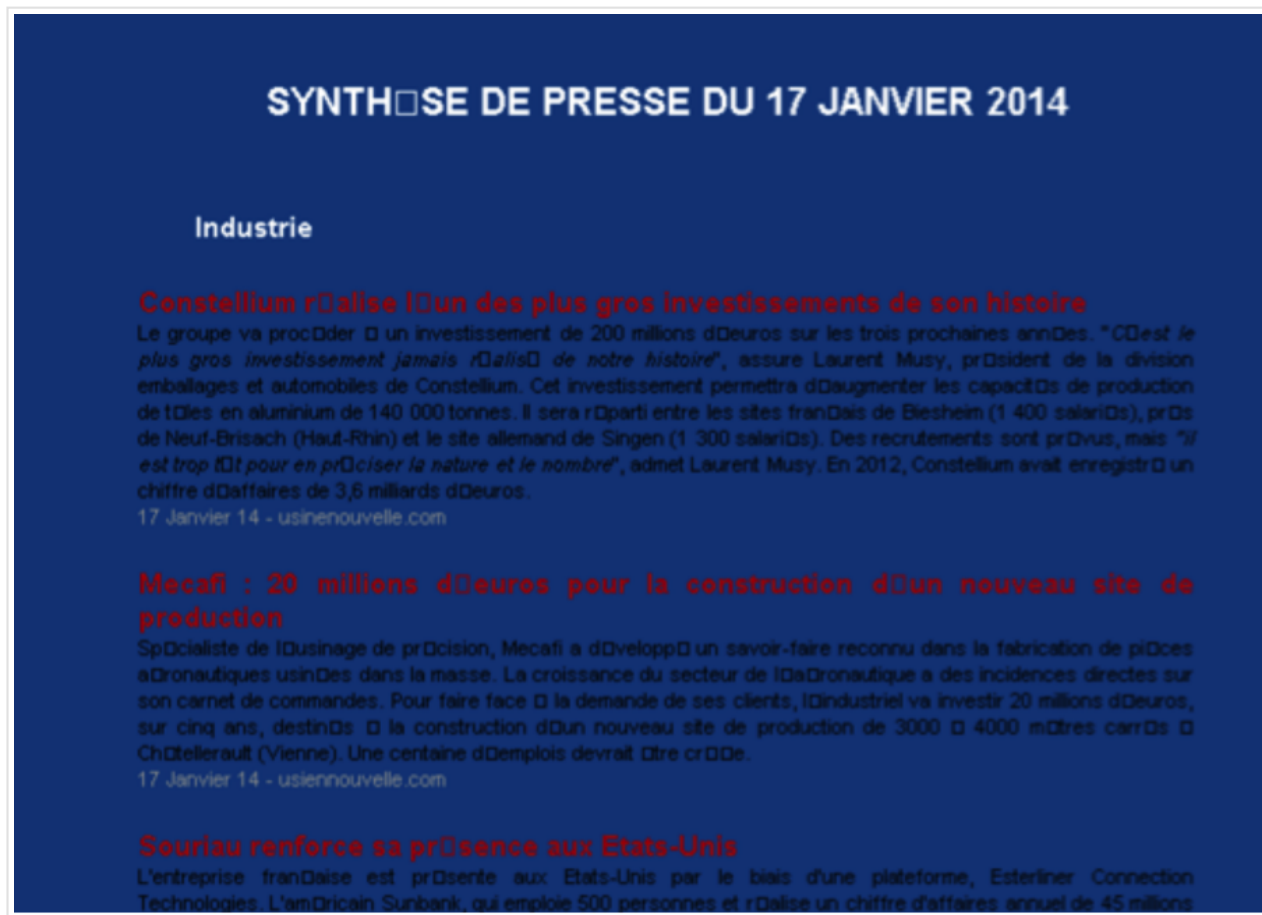 SYNTH□SE DE PRESSE DU 17 JANVIER 2014
Industrie
Constellium r□alise l□un des plus gros investissements de son histoire
Le groupe va proc□der □ un investissement de 200 millions d□euros sur les trois prochaines ann□es. "C□est le
plus gros investissement jamais r□alis□ de notre histoire", assure Laurent Musy, pr□sident de la division
emballages et automobiles de Constellium. Cet investissement permettra d□augmenter les capacit□s de production
de t□les en aluminium de 140 000 tonnes. Il sera r□parti entre les sites fran□ais de Biesheim (1 400 salari□s), pr□s
de Neuf-Brisach (Haut-Rhin) et le site allemand de Singen (1 300 salari□s). Des recrutements sont pr□vus, mais "il
est trop t□t pour en pr□ciser la nature et le nombre", admet Laurent Musy. En 2012, Constellium avait enregistr□ un
chiffre d□affaires de 3,6 milliards d□euros.
17 Janvier 14 - usinenouvelle.com
Mecafi : 20 millions d□euros pour la construction d□un nouveau site de
production
Sp□cialiste de l□usinage de pr□cision, Mecafi a d□velopp□ un savoir-faire reconnu dans la fabrication de pi□ces
a□ronautiques usin□es dans la masse. La croissance du secteur de l□a□ronautique a des incidences directes sur
son carnet de commandes. Pour faire face □ la demande de ses clients, l□industriel va investir 20 millions d□euros,
sur cinq ans, destin□s □ la construction d□un nouveau site de production de 3000 □ 4000 m□tres carr□s □
Ch□tellerault (Vienne). Une centaine d□emplois devrait □tre cr□□e.
17 Janvier 14 - usiennouvelle.com
Souriau renforce sa pr□sence aux Etats-Unis
L'entreprise fran□aise est pr□sente aux Etats-Unis par le biais d'une plateforme, Esterliner Connection
Technologies. L'am□ricain Sunbank, qui emploie 500 personnes et r□alise un chiffre d'affaires annuel de 45 millions